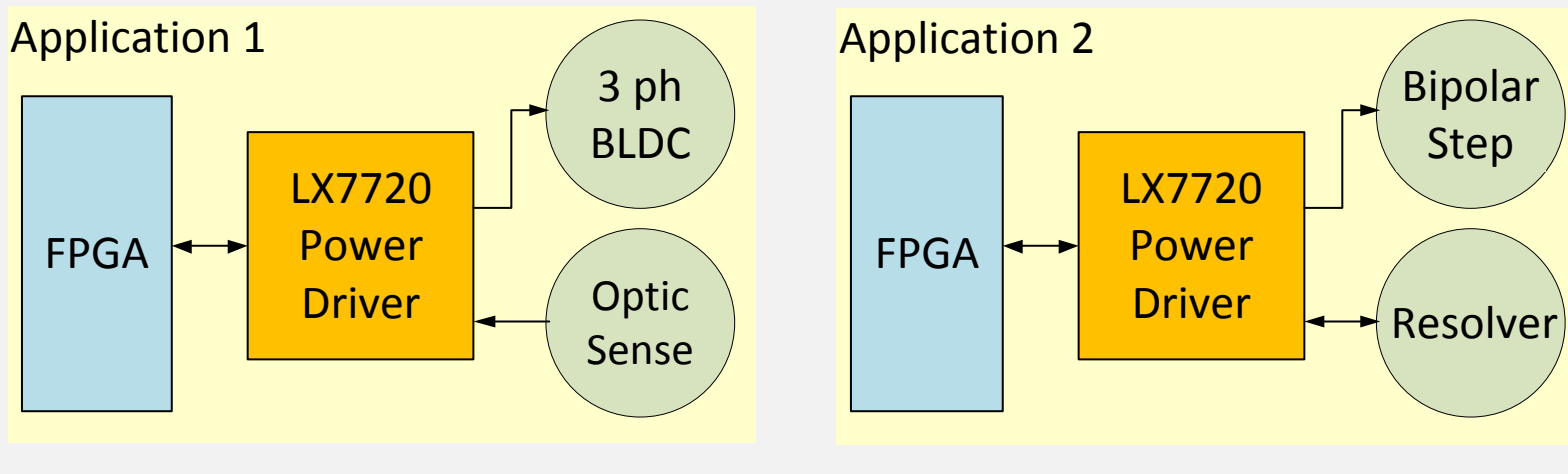 Application 1
FPGA
LX7720
Power
Driver
3 ph
BLDC
Optic
Sense
Application 2
FPGA
LX7720
Power
Driver
Bipolar
Step
Resolver